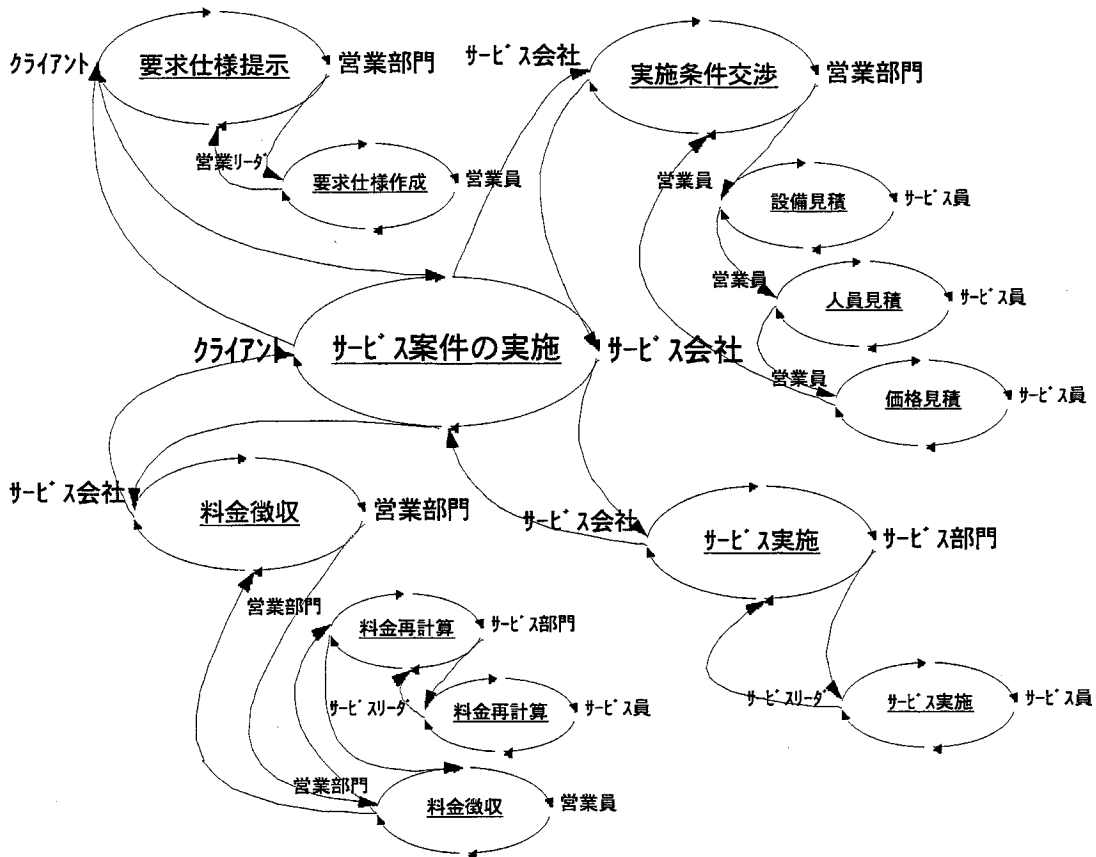 クライアント
要求仕様提示
営業部門
営業リーダ
要求仕様作成
営業員
サービス会社
実施条件交渉
営業部門
営業員
設備見積
サービス員
営業員
人員見積
サービス員
営業員
価格見積
サービス員
クライアント
サービス案件の実施
サービス会社
サービス会社
料金徴収
営業部門
サービス会社
サービス実施
サービス部門
営業部門
料金再計算
サービス部門
サービスリーダ
料金再計算
サービス員
サービスリーダ
サービス実施
サービス員
営業部門
料金徴収
営業員